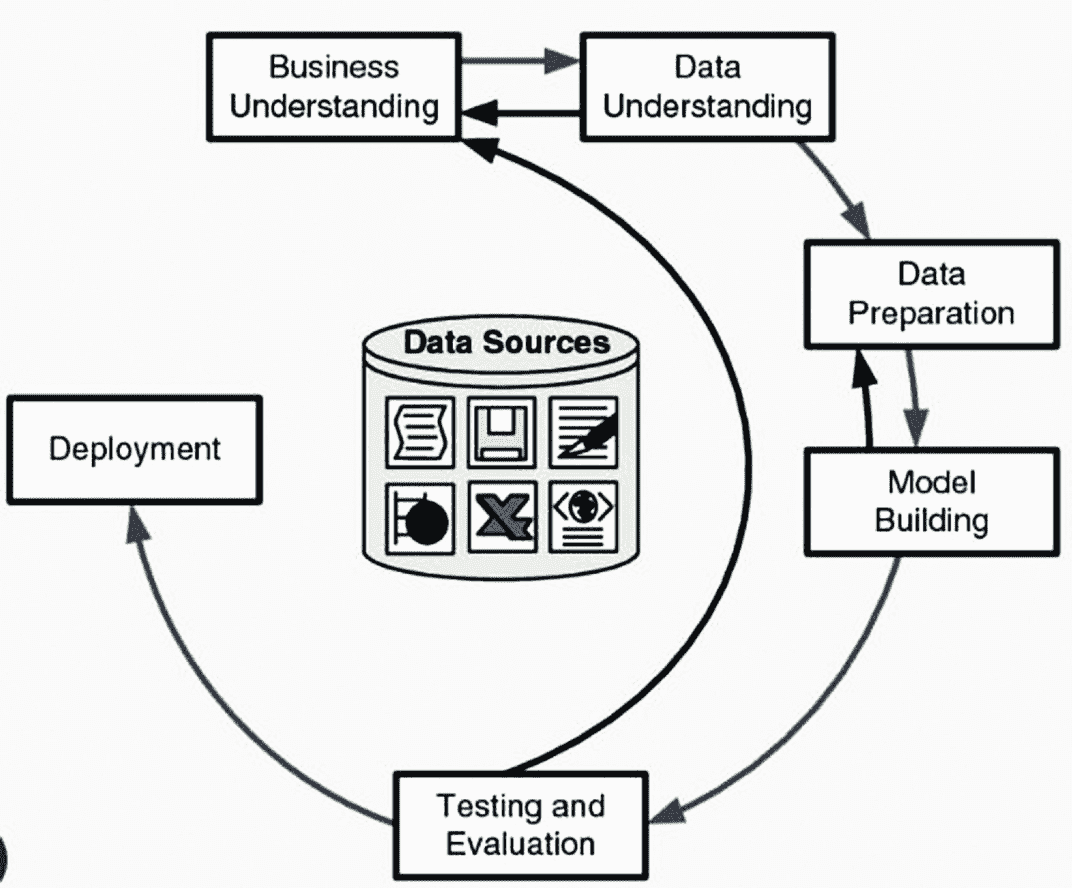 Business
Understanding
Data
Understanding
Data
Preparation
Data Sources
Deployment
Model
Building
Testing and
Evaluation